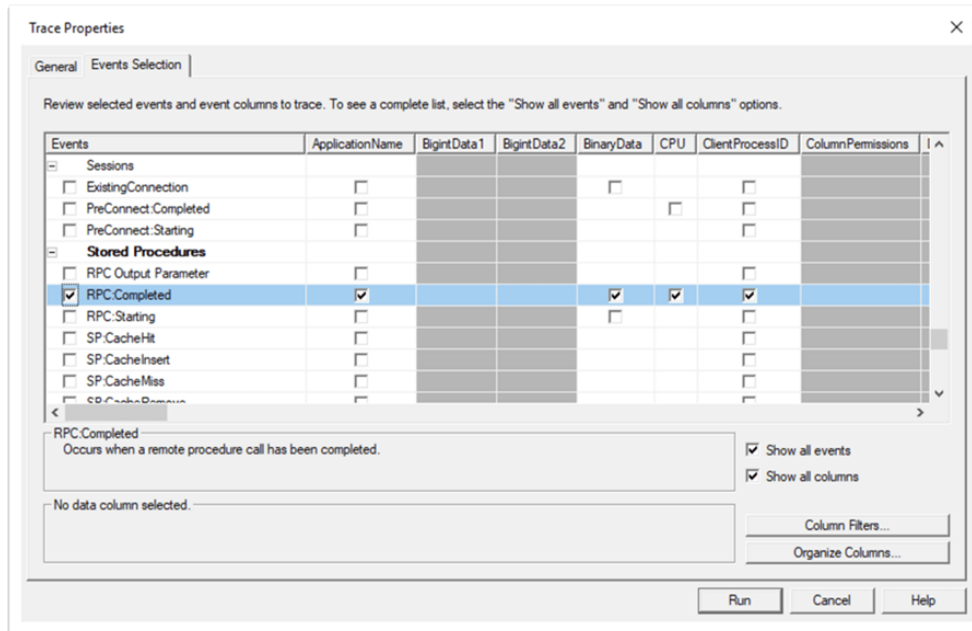 Trace Properties
General Events Selection
Review selected events and event columns to trace. To see a complete list, select the "Show all events" and "Show all columns" options.
Events ApplicationName BigintData1 BigintData2 BinaryData CPU ClientProcessID ColumnPermissions
Sessions
ExistingConnection
PreConnect:Completed
PreConnect:Starting
Stored Procedures
RPC Output Parameter
RPC:Completed
RPC:Starting
SP:CacheHit
SP:CacheInsert
SP:CacheMiss
SP:CacheRemove
RPC:Completed
Occurs when a remote procedure call has been completed.
Show all events
Show all columns
No data column selected.
Column Filters...
Organize Columns...
Run Cancel Help